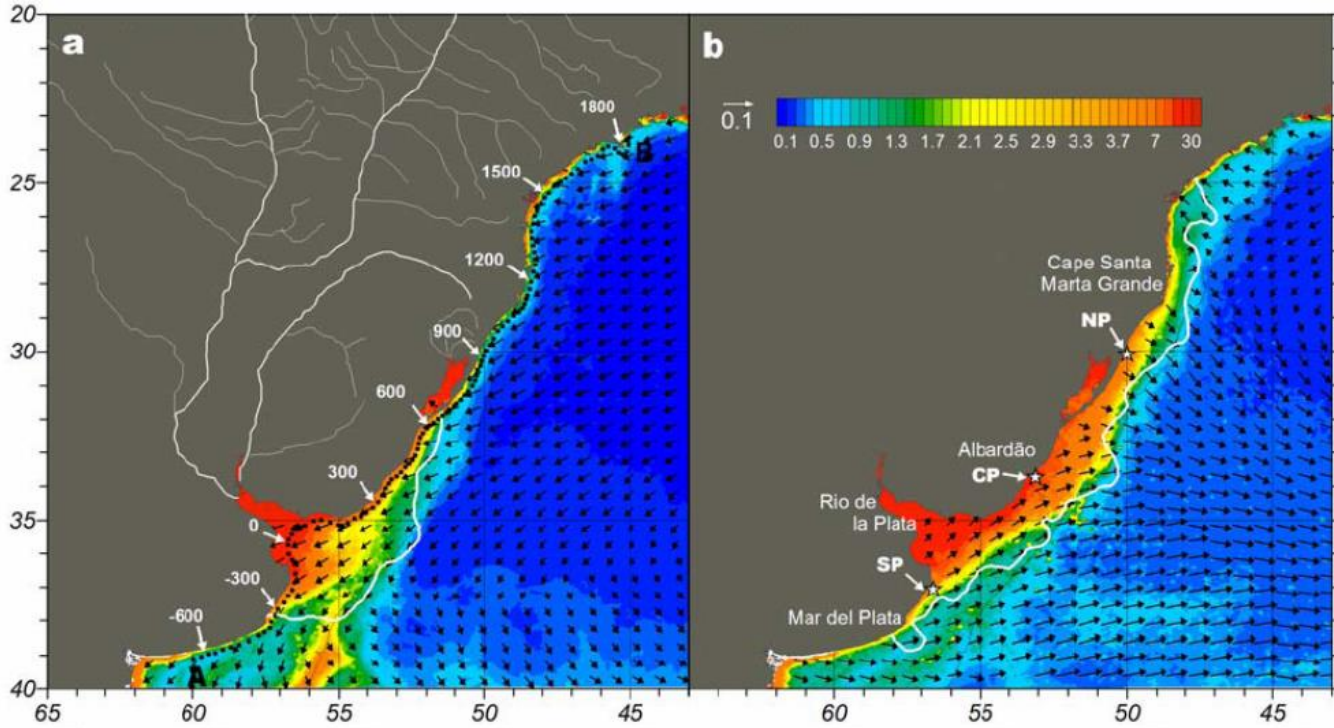 20
25
30
35
40
a
b
1800
B
1500
1200
900
600
300
0
-300
-600
A
65
60
55
50
45
0.1
0.1 0.5 0.9 1.3 1.7 2.1 2.5 2.9 3.3 3.7 7 30
Cape Santa
Marta Grande
NP
Albardão
CP
Rio de
la Plata
SP
Mar del Plata
60
55
50
45